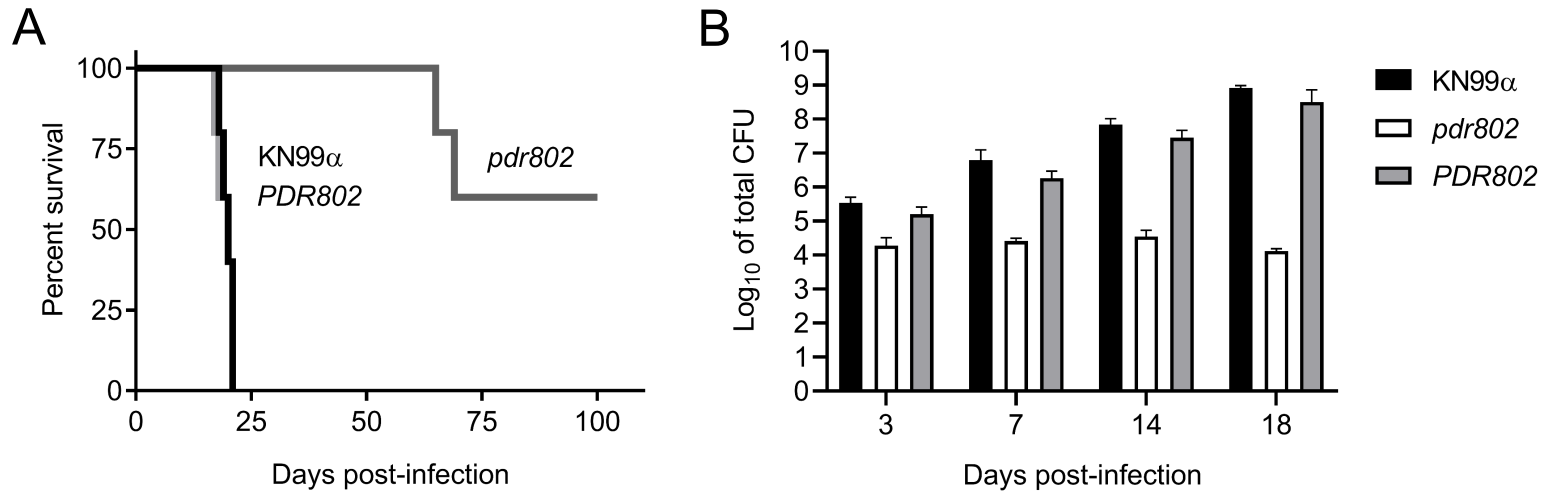 A
Percent survival
100
75
50
25
0
KN99α
PDR802
pdr802
0 25 50 75 100
Days post-infection
B
Log10 of total CFU
10
9
8
7
6
5
4
3
2
1
0
3 7 14 18
Days post-infection
KN99α
pdr802
PDR802